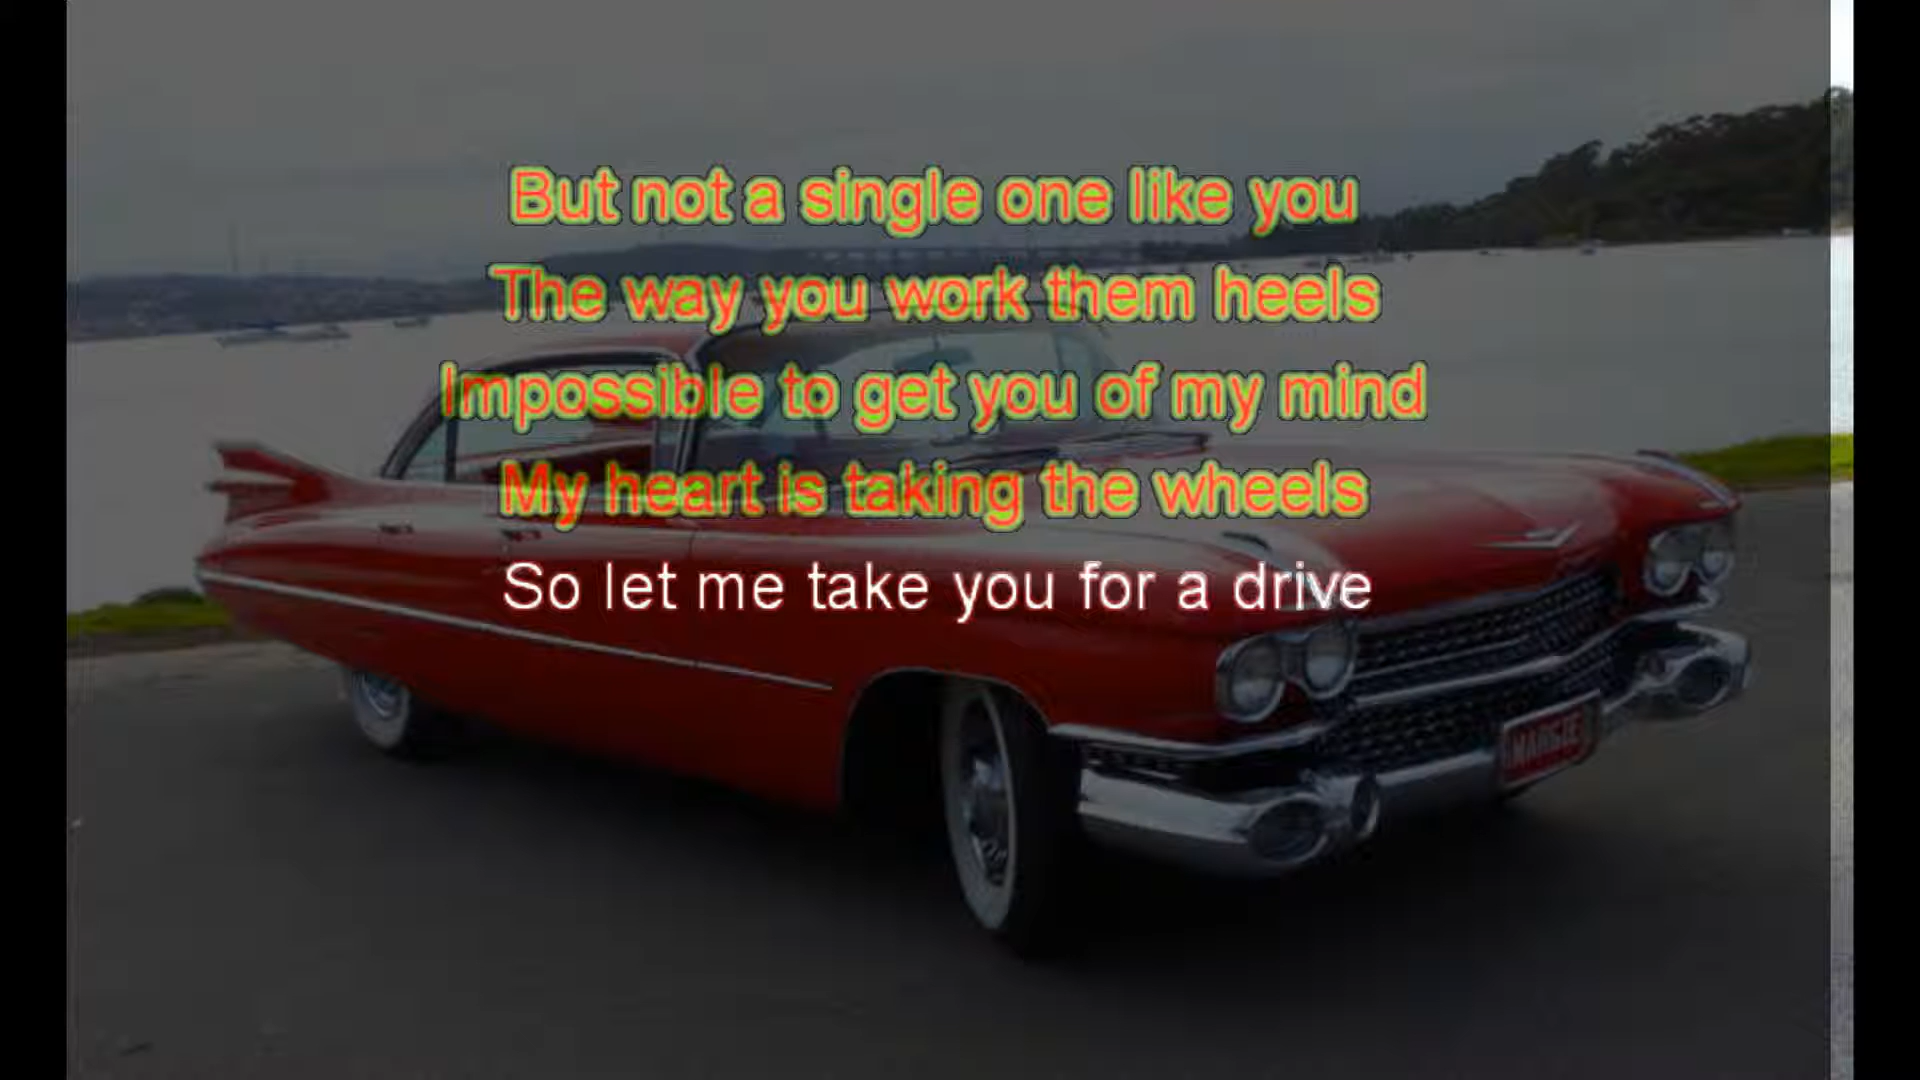 But not a single one like you
The way you work them heels
Impossible to get you of my mind
My heart is taking the wheels
So let me take you for a drive
MARGIE